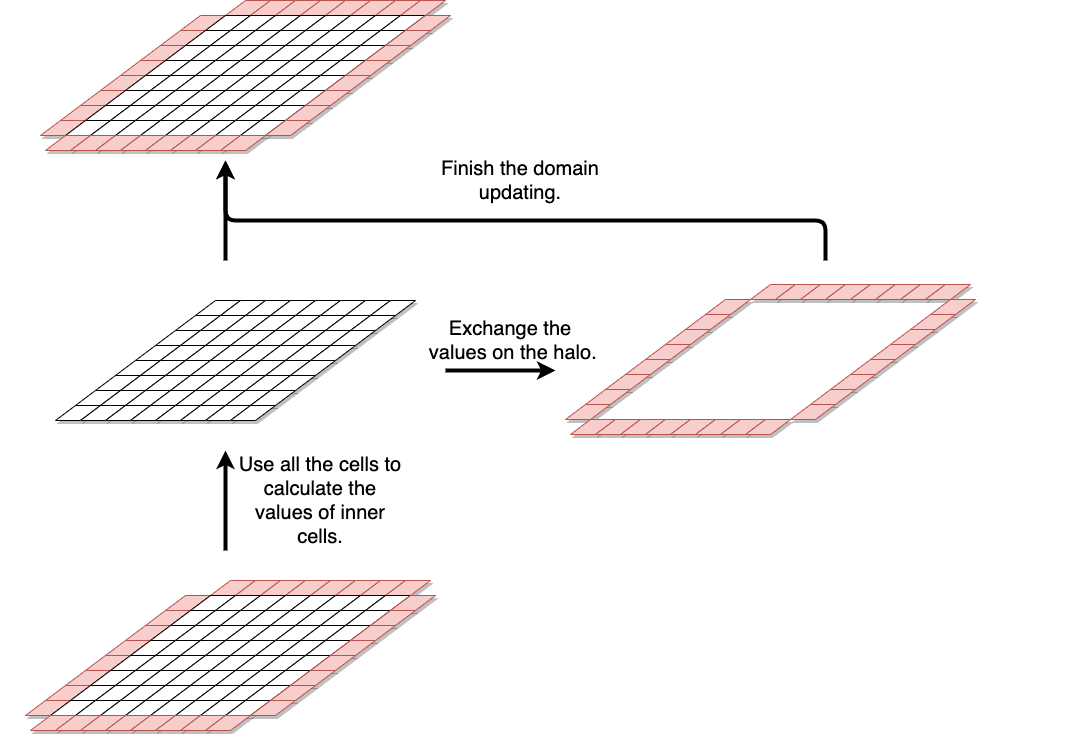 Finish the domain
updating.
Exchange the
values on the halo.
Use all the cells to
calculate the
values of inner
cells.